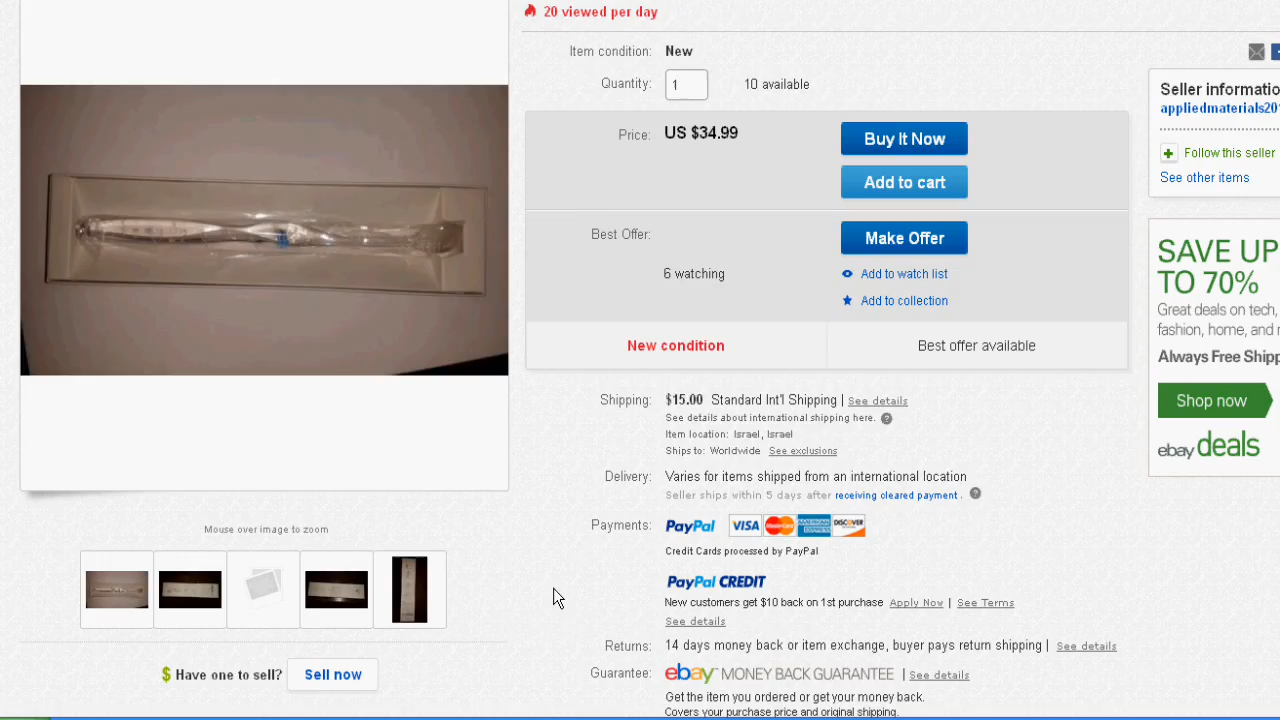 20 viewed per day
Item condition: New
Quantity: 1 10 available
Price: US $34.99 Buy It Now
Add to cart
Best Offer: Make Offer
6 watching Add to watch list
Add to collection
New condition Best offer available
Shipping: $15.00 Standard Int'l Shipping | See details
See details about international shipping here. ?
Item location: Israel, Israel
Ships to: Worldwide See exclusions
Delivery: Varies for items shipped from an international location
Seller ships within 5 days after receiving cleared payment . ?
Payments: PayPal VISA MasterCard AMERICAN EXPRESS DISCOVER
Credit Cards processed by PayPal
PayPal CREDIT
New customers get $10 back on 1st purchase Apply Now | See Terms
See details
Returns: 14 days money back or item exchange, buyer pays return shipping | See details
Guarantee: ebay MONEY BACK GUARANTEE | See details
Get the item you ordered or get your money back.
Covers your purchase price and original shipping.
Mouse over image to zoom
$ Have one to sell? Sell now
Seller informatio
appliedmaterials20
+ Follow this seller
See other items
SAVE UP
TO 70%
Great deals on tech,
fashion, home, and
Always Free Shipp
Shop now
ebay deals